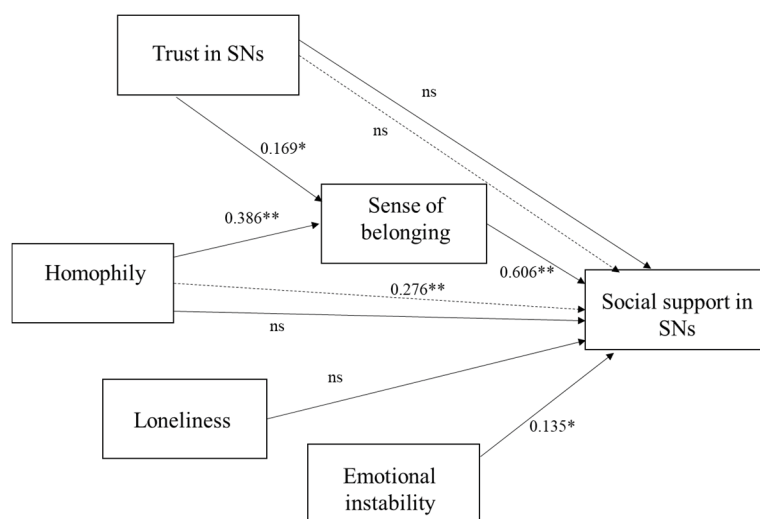 Trust in SNs
ns
ns
0.169*
Sense of
belonging
0.386**
Homophily
0.606**
0.276**
Social support in
SNs
ns
ns
Loneliness
0.135*
Emotional
instability